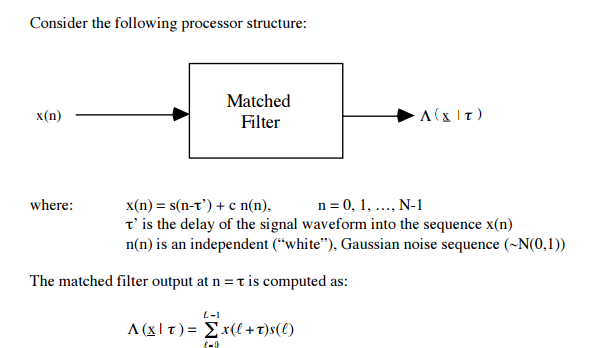 Consider the following processor structure:
x(n)
Matched
Filter
Λ(x | τ)
where: x(n) = s(n-τ') + c n(n), n = 0, 1, ..., N-1
τ' is the delay of the signal waveform into the sequence x(n)
n(n) is an independent ("white"), Gaussian noise sequence (~N(0,1))
The matched filter output at n = τ is computed as:
Λ(x | τ) = ∑_{ℓ=0}^{L-1} x(ℓ+τ)s(ℓ)